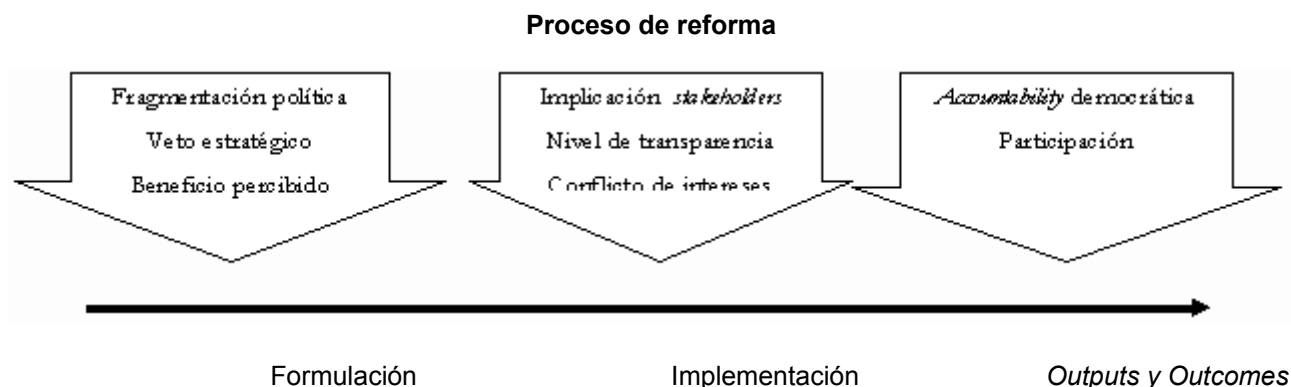 Proceso de reforma
Fragmentación política
Veto estratégico
Beneficio percibido
Implicación stakeholders
Nivel de transparencia
Conflicto de intereses
Accountability democrática
Participación
Formulación
Implementación
Outputs y Outcomes